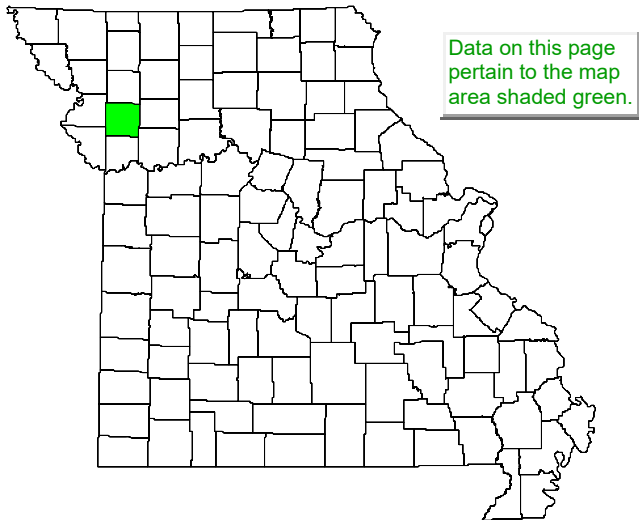 Data on this page
pertain to the map
area shaded green.